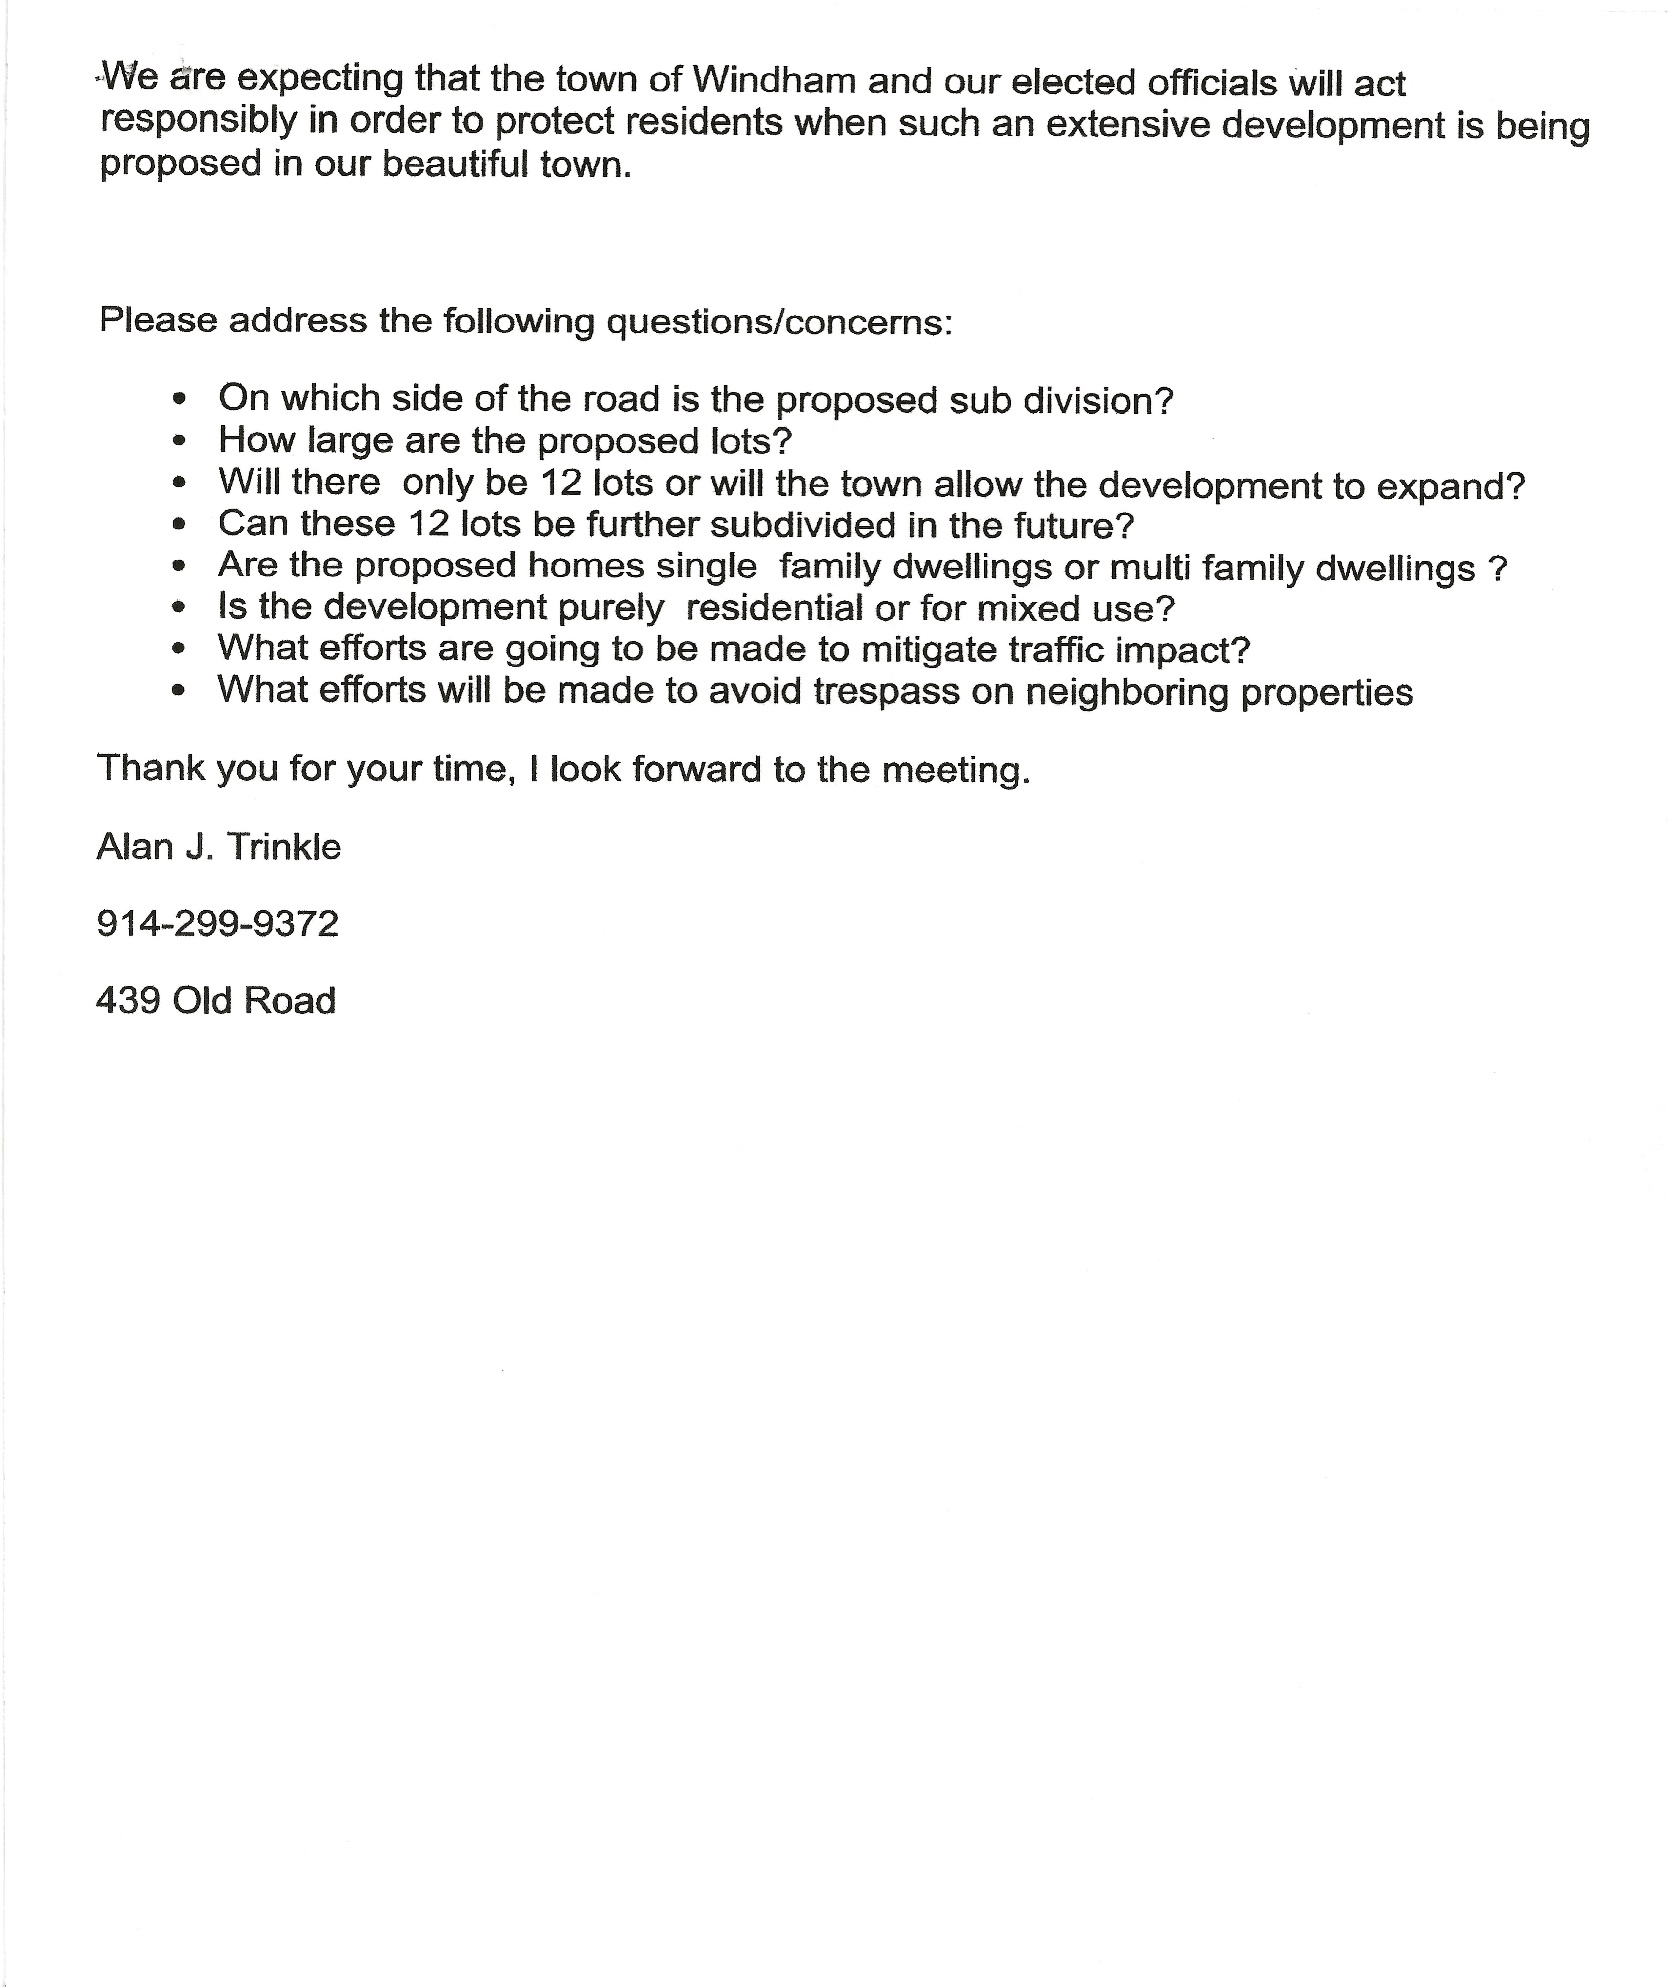 We are expecting that the town of Windham and our elected officials will act
responsibly in order to protect residents when such an extensive development is being
proposed in our beautiful town.
Please address the following questions/concerns:
• On which side of the road is the proposed sub division?
• How large are the proposed lots?
• Will there  only be 12 lots or will the town allow the development to expand?
• Can these 12 lots be further subdivided in the future?
• Are the proposed homes single  family dwellings or multi family dwellings ?
• Is the development purely  residential or for mixed use?
• What efforts are going to be made to mitigate traffic impact?
• What efforts will be made to avoid trespass on neighboring properties
Thank you for your time, I look forward to the meeting.
Alan J. Trinkle
914-299-9372
439 Old Road